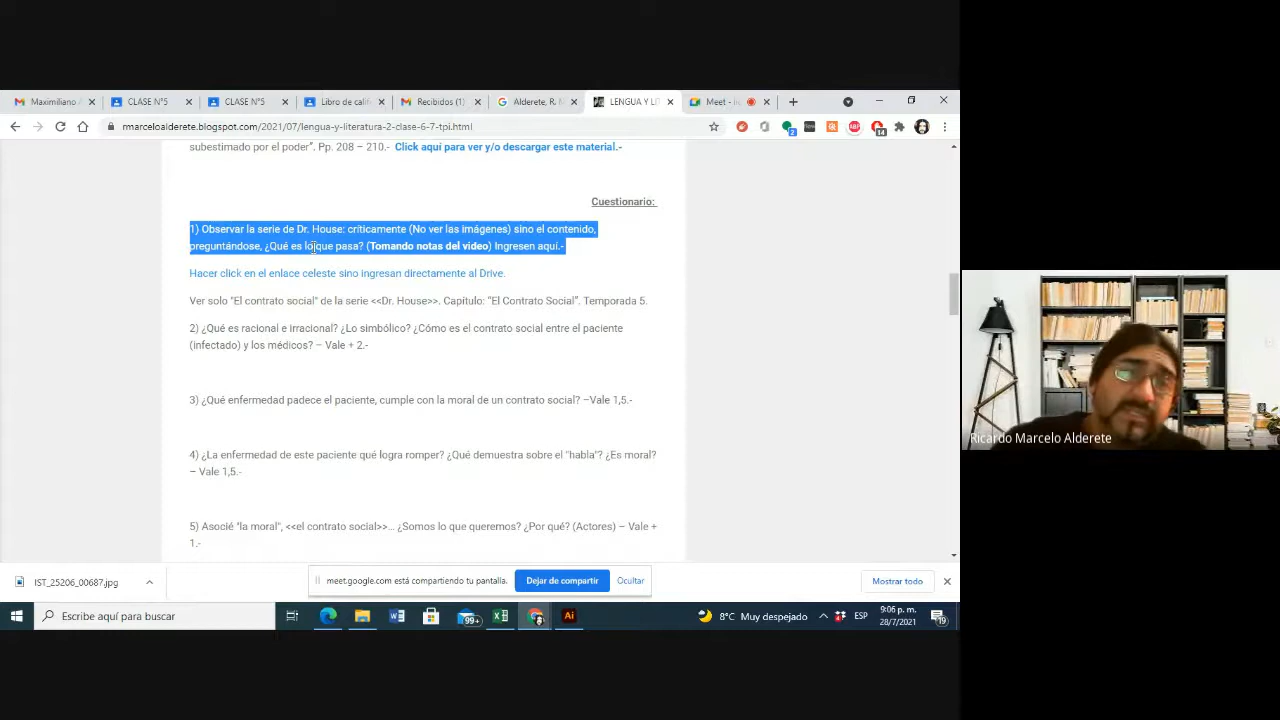 Maximiliano
CLASE N°5
CLASE N°5
Libro de calif
Recibidos (1)
Alderete, R. M
LENGUA Y LI
Meet -
marceloalderete.blogspot.com/2021/07/lengua-y-literatura-2-clase-6-7-tpi.html
subestimado por el poder". Pp. 208 – 210.- Click aquí para ver y/o descargar este material.-
Cuestionario:
1) Observar la serie de Dr. House: críticamente (No ver las imágenes) sino el contenido,
preguntándose, ¿Qué es lo que pasa? (Tomando notas del video) Ingresen aquí.-
Hacer click en el enlace celeste sino ingresan directamente al Drive.
Ver solo "El contrato social" de la serie <<Dr. House>>. Capítulo: "El Contrato Social". Temporada 5.
2) ¿Qué es racional e irracional? ¿Lo simbólico? ¿Cómo es el contrato social entre el paciente
(infectado) y los médicos? – Vale + 2.-
3) ¿Qué enfermedad padece el paciente, cumple con la moral de un contrato social? –Vale 1,5.-
4) ¿La enfermedad de este paciente qué logra romper? ¿Qué demuestra sobre el "habla"? ¿Es moral?
– Vale 1,5.-
5) Asocié "la moral", <<el contrato social>>... ¿Somos lo que queremos? ¿Por qué? (Actores) – Vale +
1.-
Ricardo Marcelo Alderete
meet.google.com está compartiendo tu pantalla.
Dejar de compartir
Ocultar
IST_25206_00687.jpg
Mostrar todo
Escribe aquí para buscar
99+
Ai
8°C Muy despejado
ESP
9:06 p. m.
28/7/2021
19